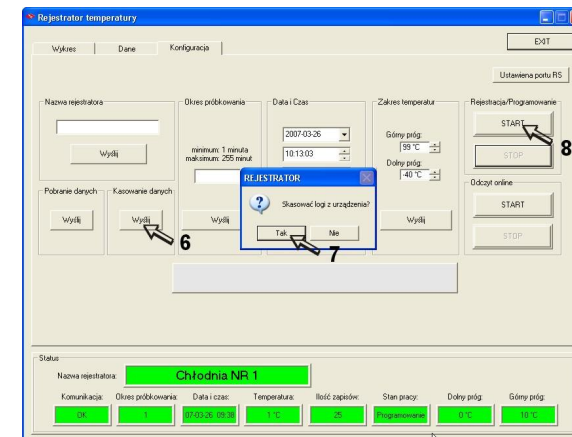 Rejestrator temperatury
EXIT
Wykres Dane Konfiguracja
Ustawiena portu RS
Nazwa rejestratora
Okres próbkowania
Data i Czas
Zakres temperatur
Rejestracja/Programowanie
START
8
STOP
2007-03-26
10:13:03
Górny próg:
99 °C
Dolny próg:
-40 °C
minimum: 1 minuta
maksimum: 255 minut
Wyślij
REJESTRATOR
Skasować logi z urządzenia?
Tak Nie
7
Pobranie danych
Kasowanie danych
Wyślij Wyślij Wyślij Wyślij
6
Odczyt online
START
STOP
Status
Nazwa rejestratora: Chłodnia NR 1
Komunikacja: Okres próbkowania: Data i czas: Temperatura: Ilość zapisów: Stan pracy: Dolny próg: Górny próg:
OK 1 07-03-26 09:38 1 °C 25 Programowanie 0 °C 10 °C